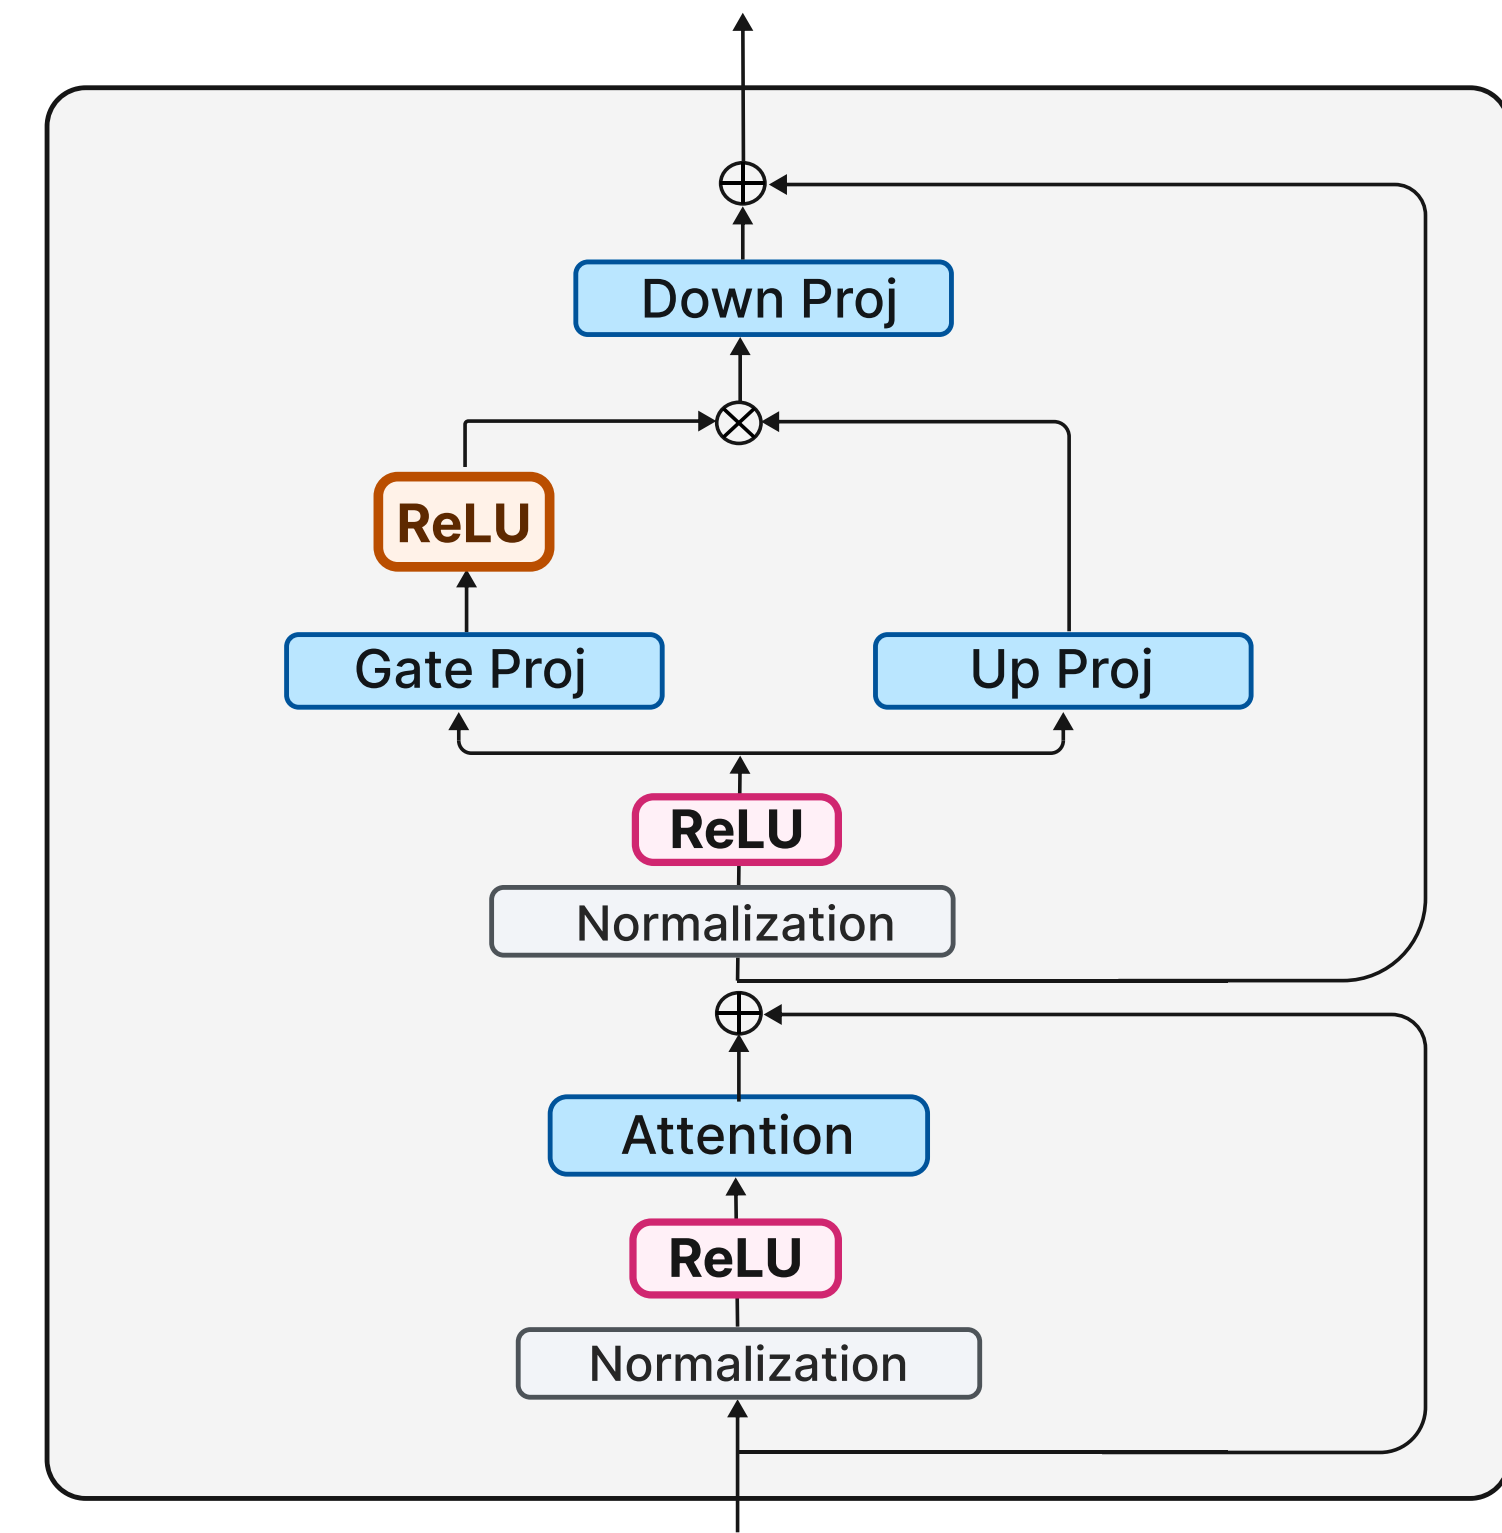 Down Proj
ReLU
Gate Proj
Up Proj
ReLU
Normalization
Attention
ReLU
Normalization